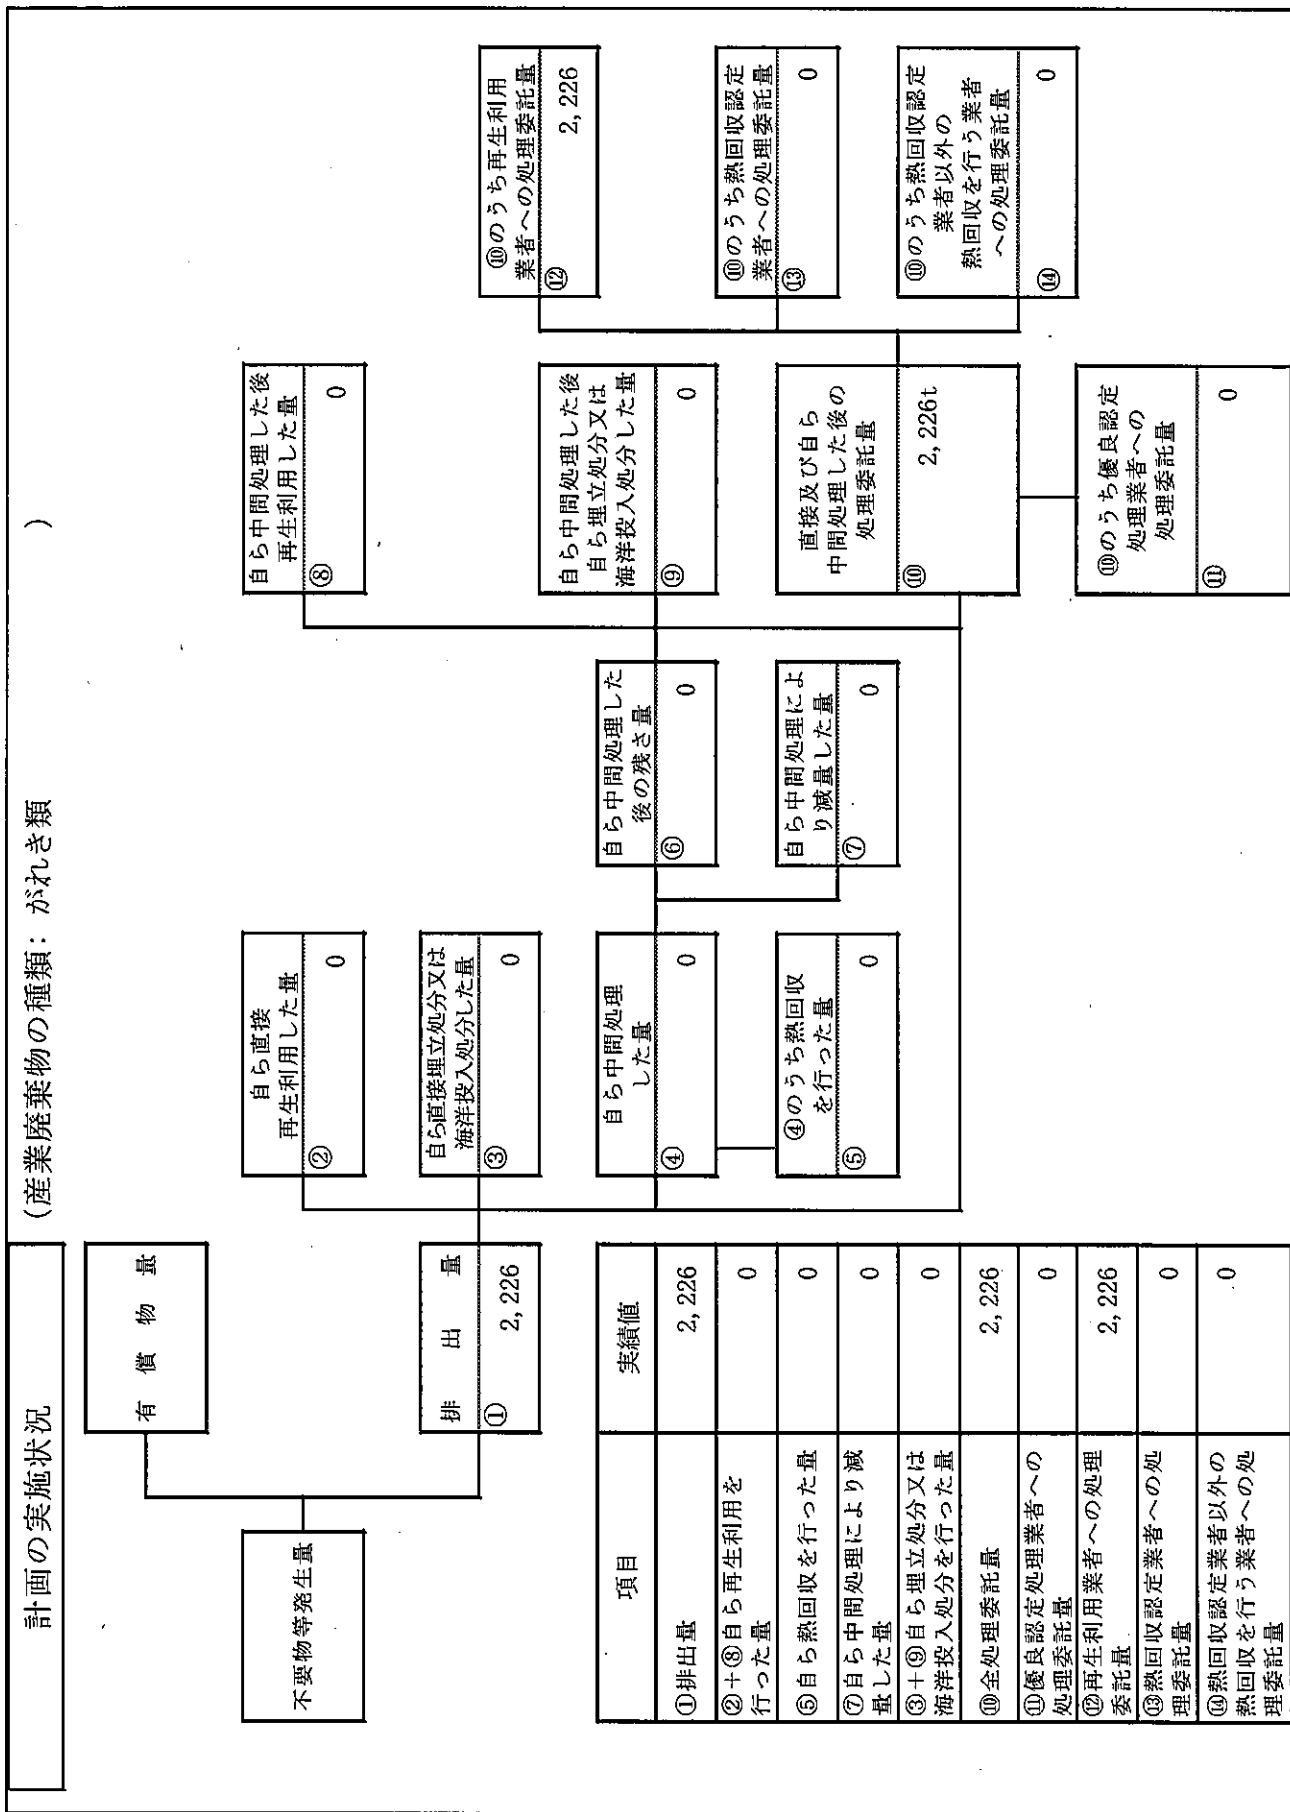 計画の実施状況
(産業廃棄物の種類： がれき類 )
不要物等発生量
有 償 物 量
排 出 量
① 2,226
自ら直接
再生利用した量
② 0
自ら直接埋立処分又は
海洋投入処分した量
③ 0
自ら中間処理
した量
④ 0
④のうち熱回収
を行った量
⑤ 0
自ら中間処理した
後の残さ量
⑥ 0
自ら中間処理によ
り減量した量
⑦ 0
自ら中間処理した後
再生利用した量
⑧ 0
自ら中間処理した後
自ら埋立処分又は
海洋投入処分した量
⑨ 0
直接及び自ら
中間処理した後の
処理委託量
⑩ 2,226t
⑩のうち優良認定
処理業者への
処理委託量
⑪ 0
⑩のうち再生利用
業者への処理委託量
⑫ 2,226
⑩のうち熱回収認定
業者への処理委託量
⑬ 0
⑩のうち熱回収認定
業者以外の
熱回収を行う業者
への処理委託量
⑭ 0
項目 実績値
①排出量 2,226
②＋⑧自ら再生利用を
行った量 0
⑤自ら熱回収を行った量 0
⑦自ら中間処理により減
量した量 0
③＋⑨自ら埋立処分又は
海洋投入処分を行った量 0
⑩全処理委託量 2,226
⑪優良認定処理業者への
処理委託量 0
⑫再生利用業者への処理
委託量 2,226
⑬熱回収認定業者への処
理委託量 0
⑭熱回収認定業者以外の
熱回収を行う業者への処
理委託量 0